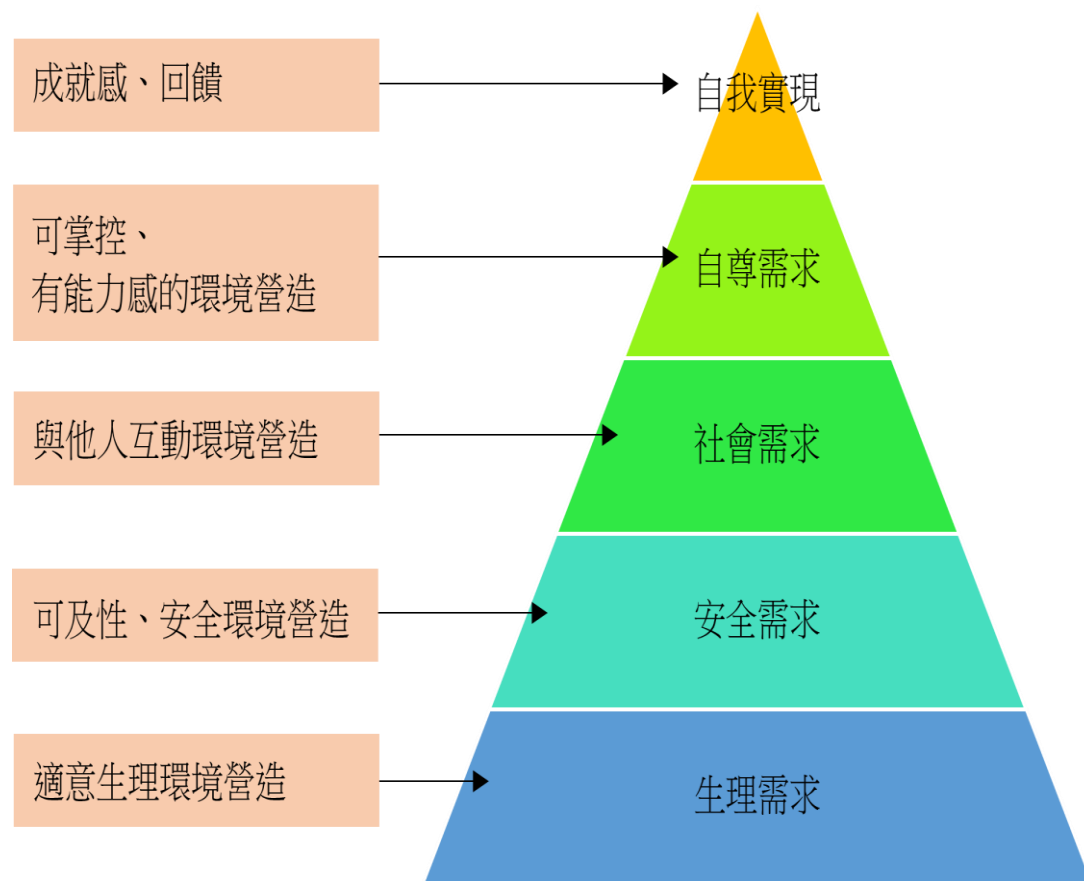 成就感、回饋
自我實現
可掌控、
有能力感的環境營造
自尊需求
與他人互動環境營造
社會需求
可及性、安全環境營造
安全需求
適意生理環境營造
生理需求